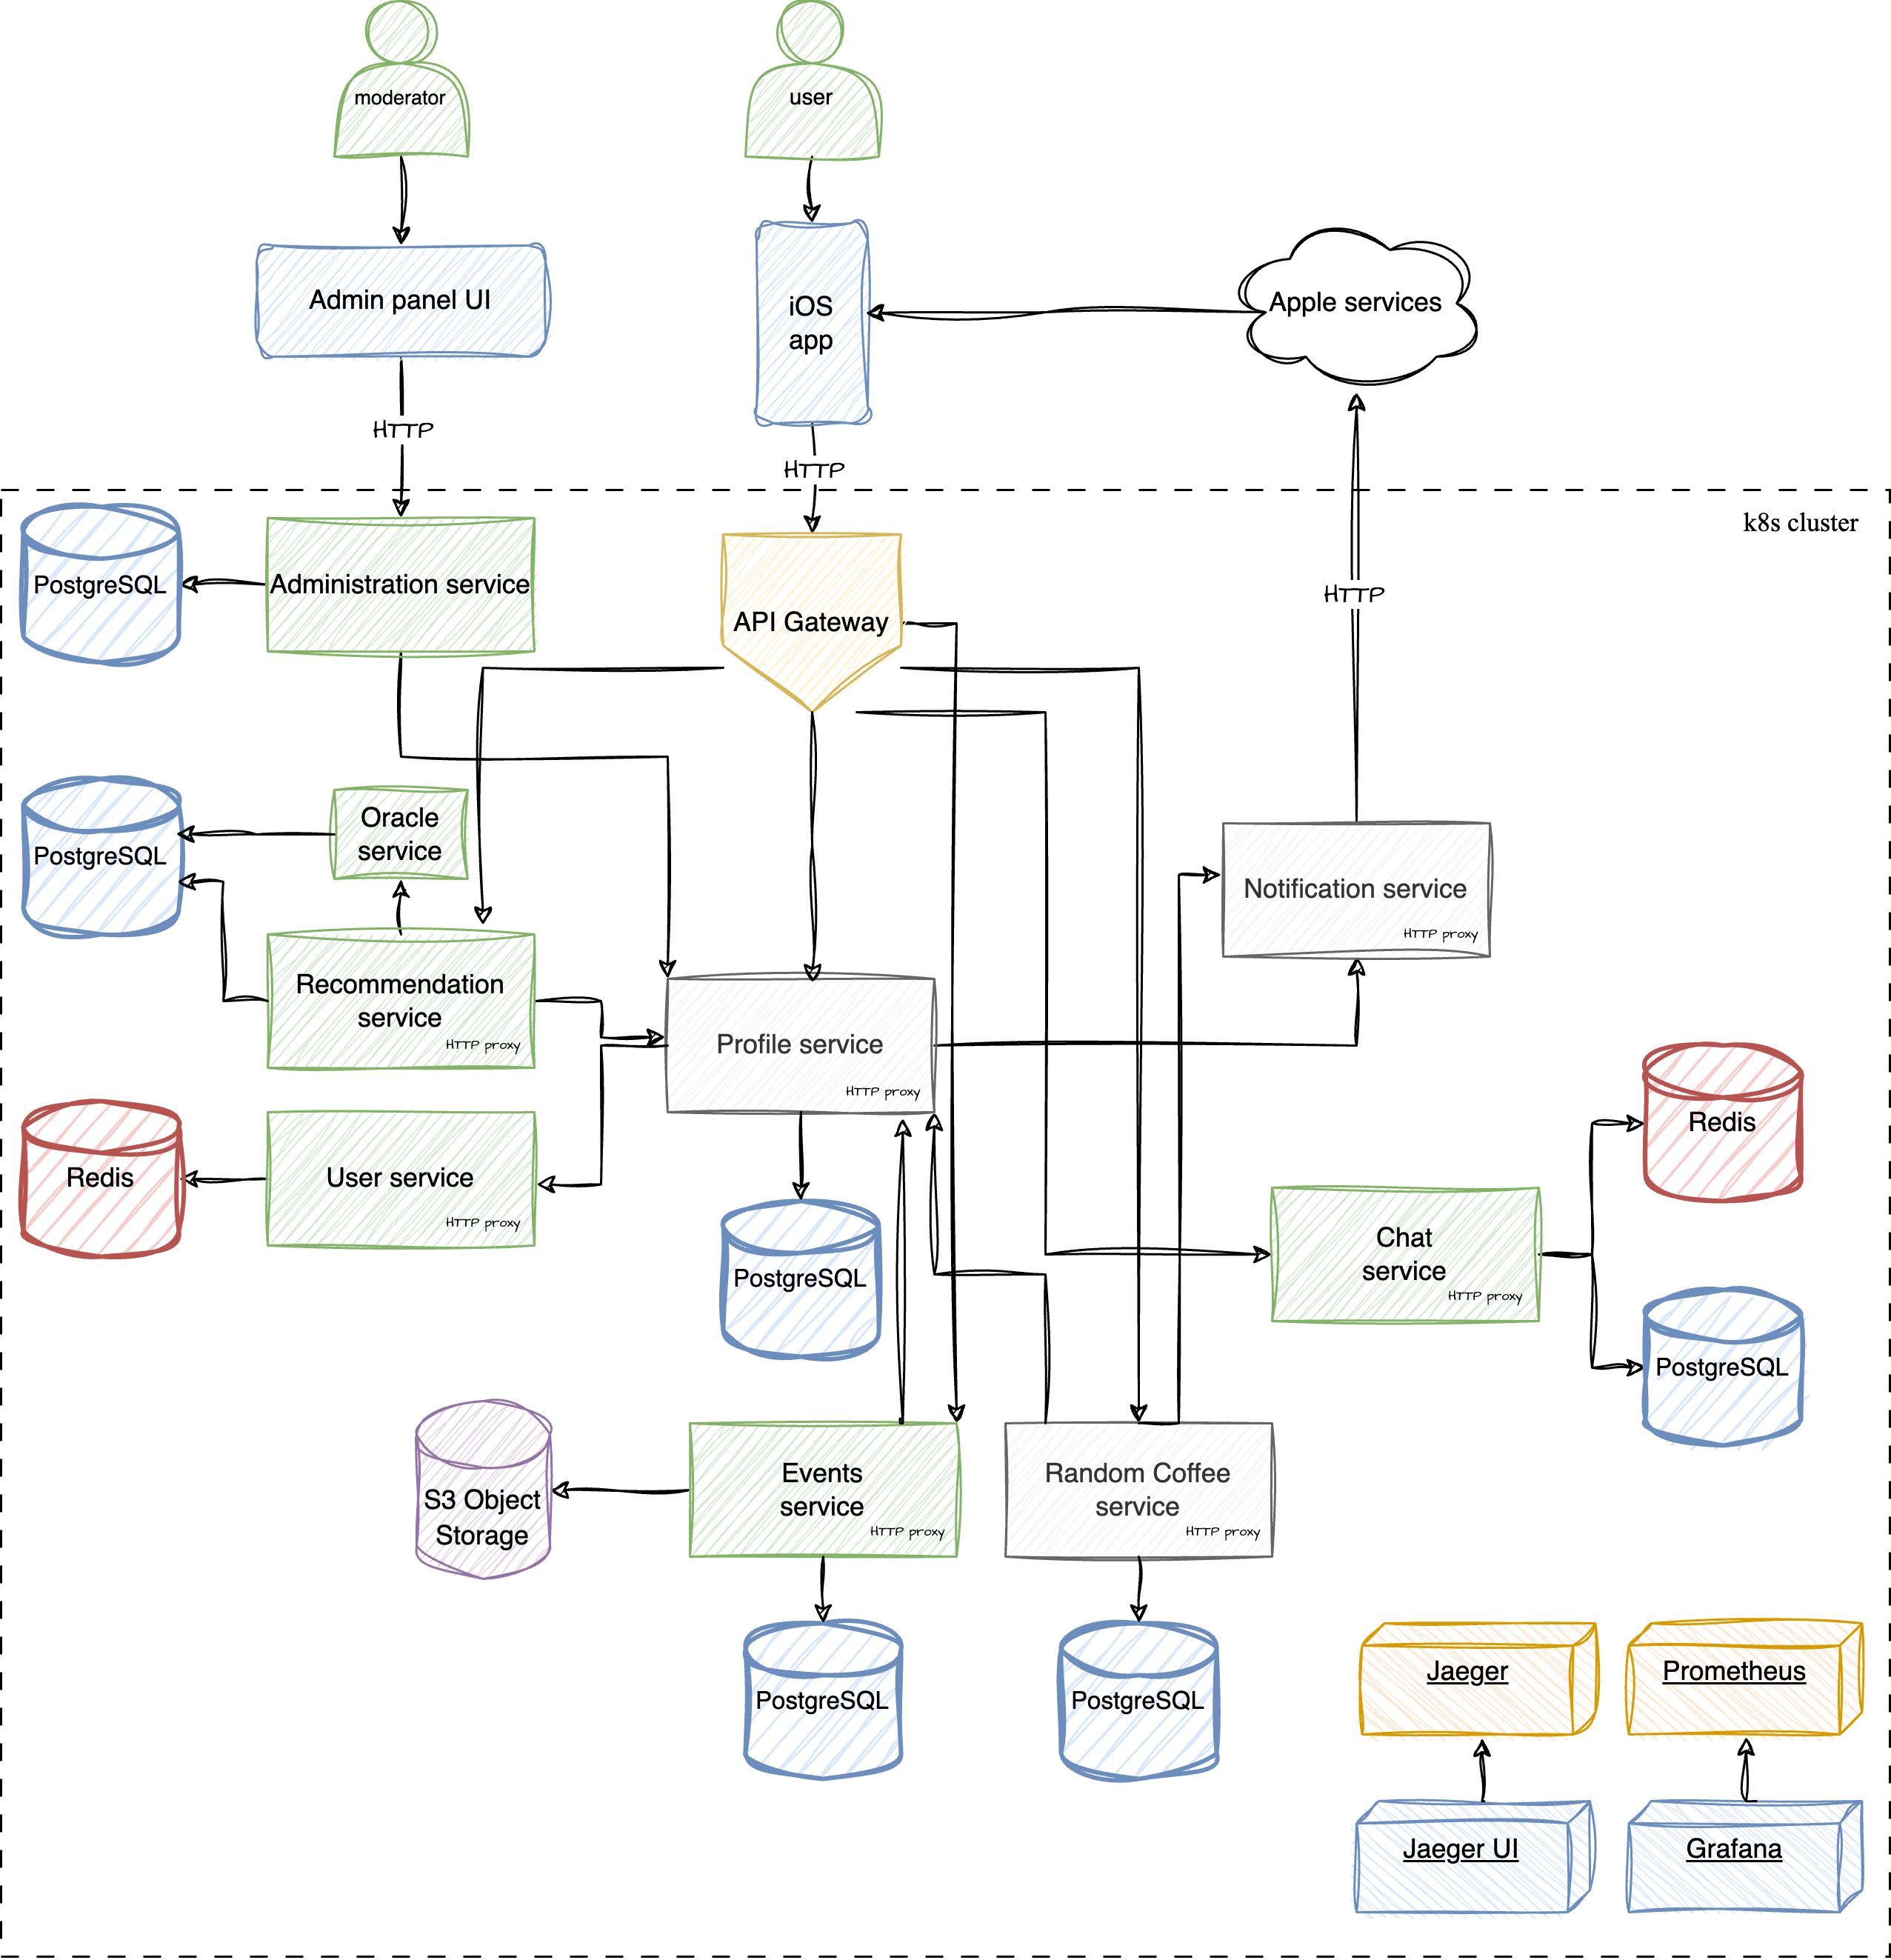 moderator
user
Admin panel UI
iOS
app
Apple services
HTTP
HTTP
k8s cluster
PostgreSQL
Administration service
API Gateway
HTTP
Oracle
service
PostgreSQL
Notification service
HTTP proxy
Recommendation
service
HTTP proxy
Profile service
HTTP proxy
Redis
User service
HTTP proxy
Redis
Chat
service
HTTP proxy
PostgreSQL
PostgreSQL
S3 Object
Storage
Events
service
HTTP proxy
Random Coffee
service
HTTP proxy
PostgreSQL
PostgreSQL
Jaeger
Prometheus
Jaeger UI
Grafana